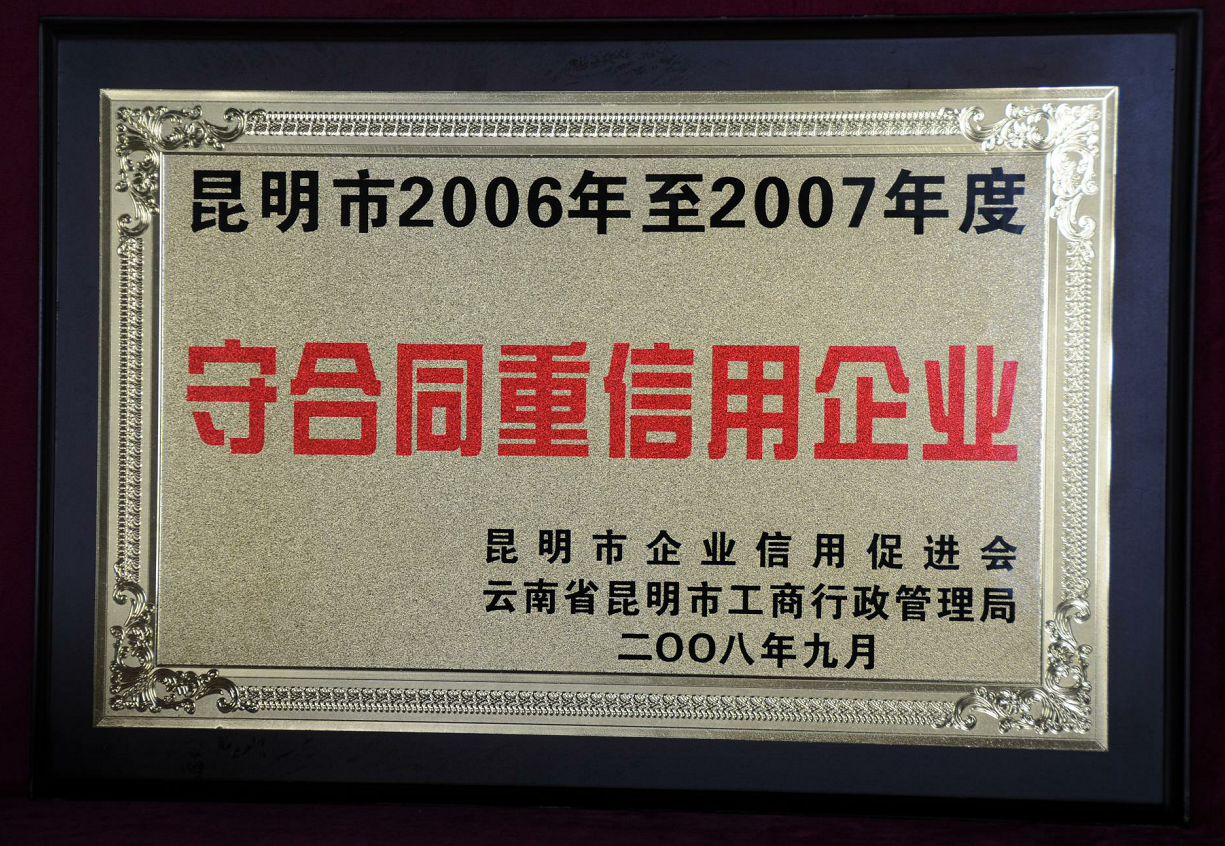 昆明市2006年至2007年度
守合同重信用企业
昆明市企业信用促进会
云南省昆明市工商行政管理局
二〇〇八年九月